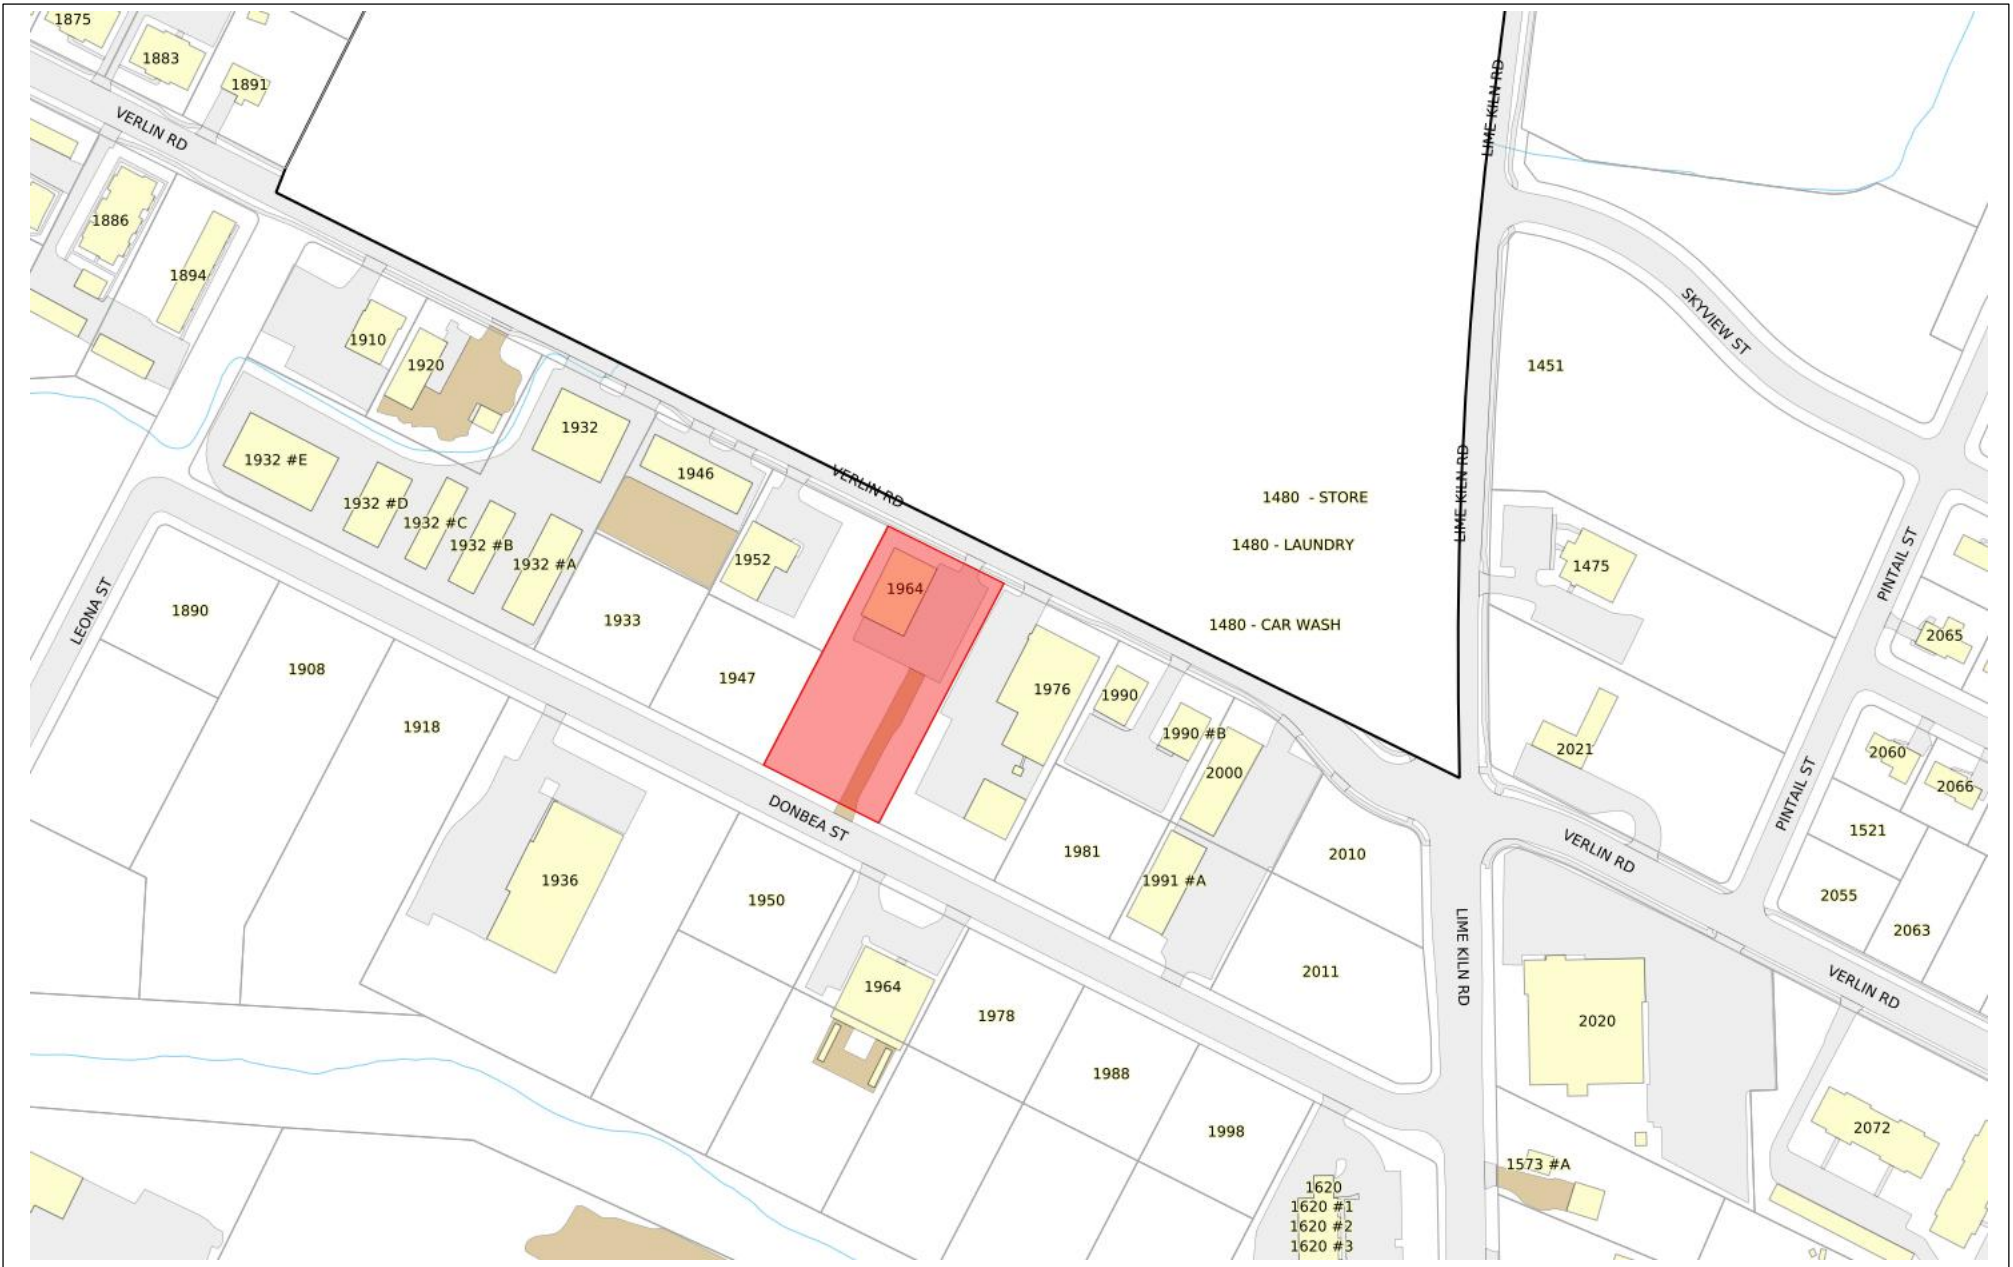 1875
1883
1891
VERLIN RD
LIME KILN RD
1886
1894
1910
1920
SKYVIEW ST
1451
1932
1932 #E
1946
1932 #D
1932 #C
1932 #B
1932 #A
VERLIN RD
1480 - STORE
LIME KILN RD
1480 - LAUNDRY
1952
1964
1475
PINTAIL ST
LEONA ST
1890
1933
1480 - CAR WASH
2065
1908
1947
1976
1990
1918
1990 #B
2000
2021
2060
2066
PINTAIL ST
DONBEA ST
1521
1981
2010
VERLIN RD
1936
1991 #A
2055
1950
2063
LIME KILN RD
2011
1964
VERLIN RD
1978
2020
1988
1998
2072
1573 #A
1620
1620 #1
1620 #2
1620 #3